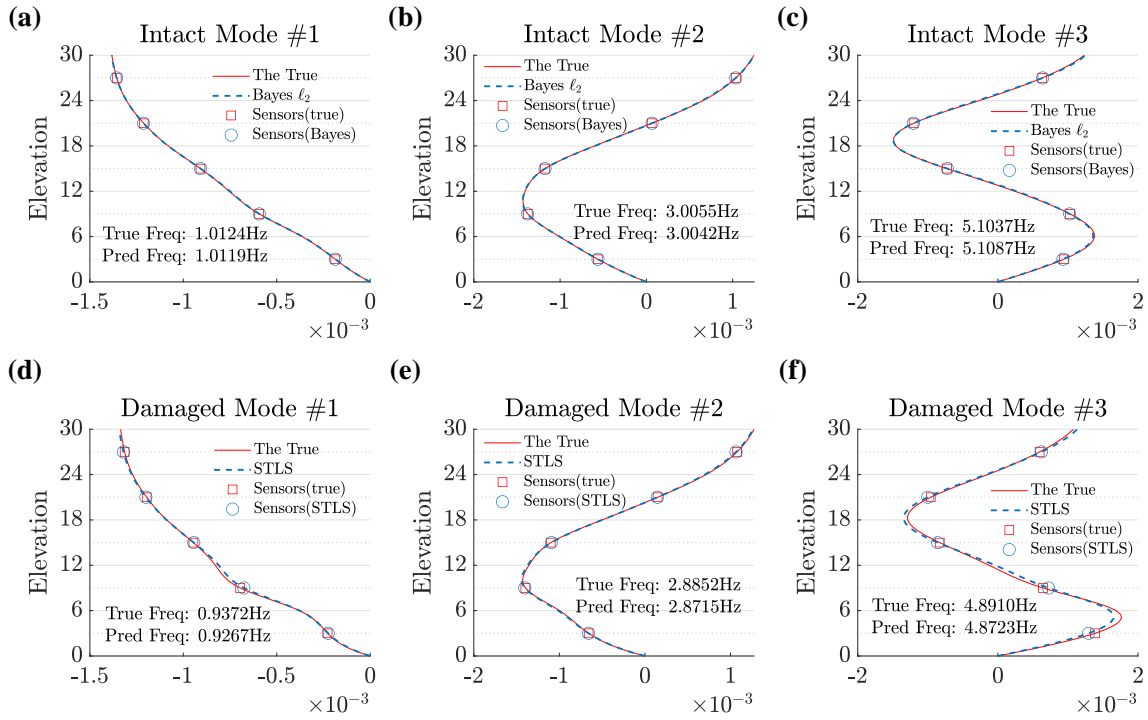 (a)
Intact Mode #1
30
24
18
12
6
0
Elevation
The True
Bayes ℓ₂
Sensors(true)
Sensors(Bayes)
True Freq: 1.0124Hz
Pred Freq: 1.0119Hz
-1.5
-1
-0.5
0
×10⁻³
(b)
Intact Mode #2
30
24
18
12
6
0
Elevation
The True
Bayes ℓ₂
Sensors(true)
Sensors(Bayes)
True Freq: 3.0055Hz
Pred Freq: 3.0042Hz
-2
-1
0
1
×10⁻³
(c)
Intact Mode #3
30
24
18
12
6
0
Elevation
The True
Bayes ℓ₂
Sensors(true)
Sensors(Bayes)
True Freq: 5.1037Hz
Pred Freq: 5.1087Hz
-2
0
2
×10⁻³
(d)
Damaged Mode #1
30
24
18
12
6
0
Elevation
The True
STLS
Sensors(true)
Sensors(STLS)
True Freq: 0.9372Hz
Pred Freq: 0.9267Hz
-1.5
-1
-0.5
0
×10⁻³
(e)
Damaged Mode #2
30
24
18
12
6
0
Elevation
The True
STLS
Sensors(true)
Sensors(STLS)
True Freq: 2.8852Hz
Pred Freq: 2.8715Hz
-2
-1
0
1
×10⁻³
(f)
Damaged Mode #3
30
24
18
12
6
0
Elevation
The True
STLS
Sensors(true)
Sensors(STLS)
True Freq: 4.8910Hz
Pred Freq: 4.8723Hz
-2
0
2
×10⁻³